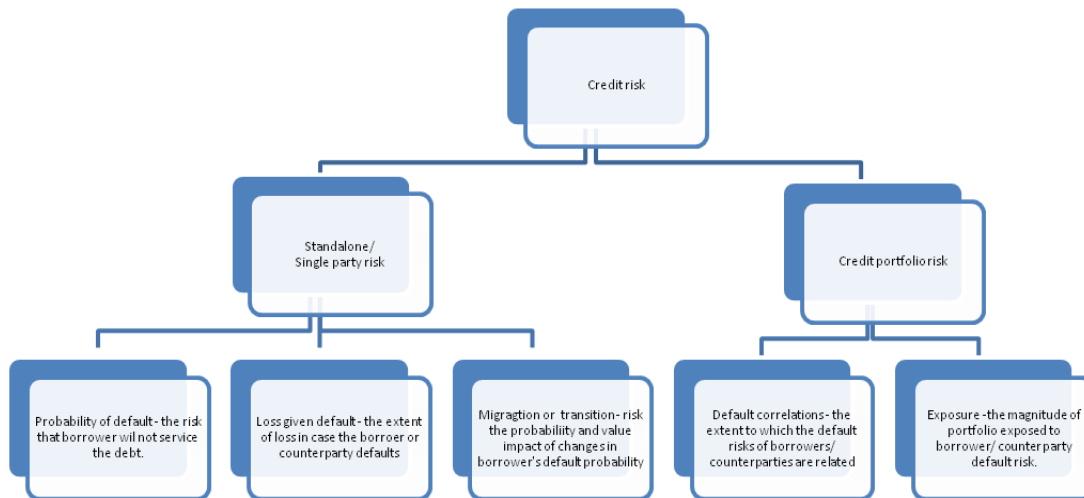 Credit risk
Standalone/
Single party risk
Credit portfolio risk
Probability of default- the risk
that borrower wil not service
the debt.
Loss given default- the extent
of loss in case the borroer or
counterparty defaults
Migragtion or transition- risk
the probability and value
impact of changes in
borrower's default probability
Default correlations- the
extent to which the default
risks of borrowers/
counterparties are related
Exposure -the magnitude of
portfolio exposed to
borrower/ counterparty
default risk.